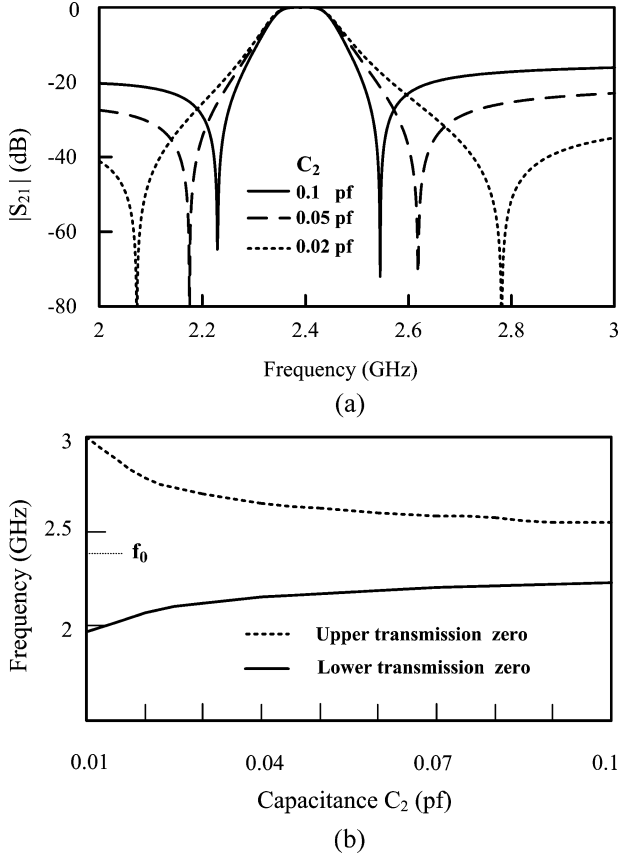 0
-20
-40
-60
-80
|S21| (dB)
C2
0.1 pf
0.05 pf
0.02 pf
2
2.2
2.4
2.6
2.8
3
Frequency (GHz)
(a)
3
2.5
2
Frequency (GHz)
f0
Upper transmission zero
Lower transmission zero
0.01
0.04
0.07
0.1
Capacitance C2 (pf)
(b)